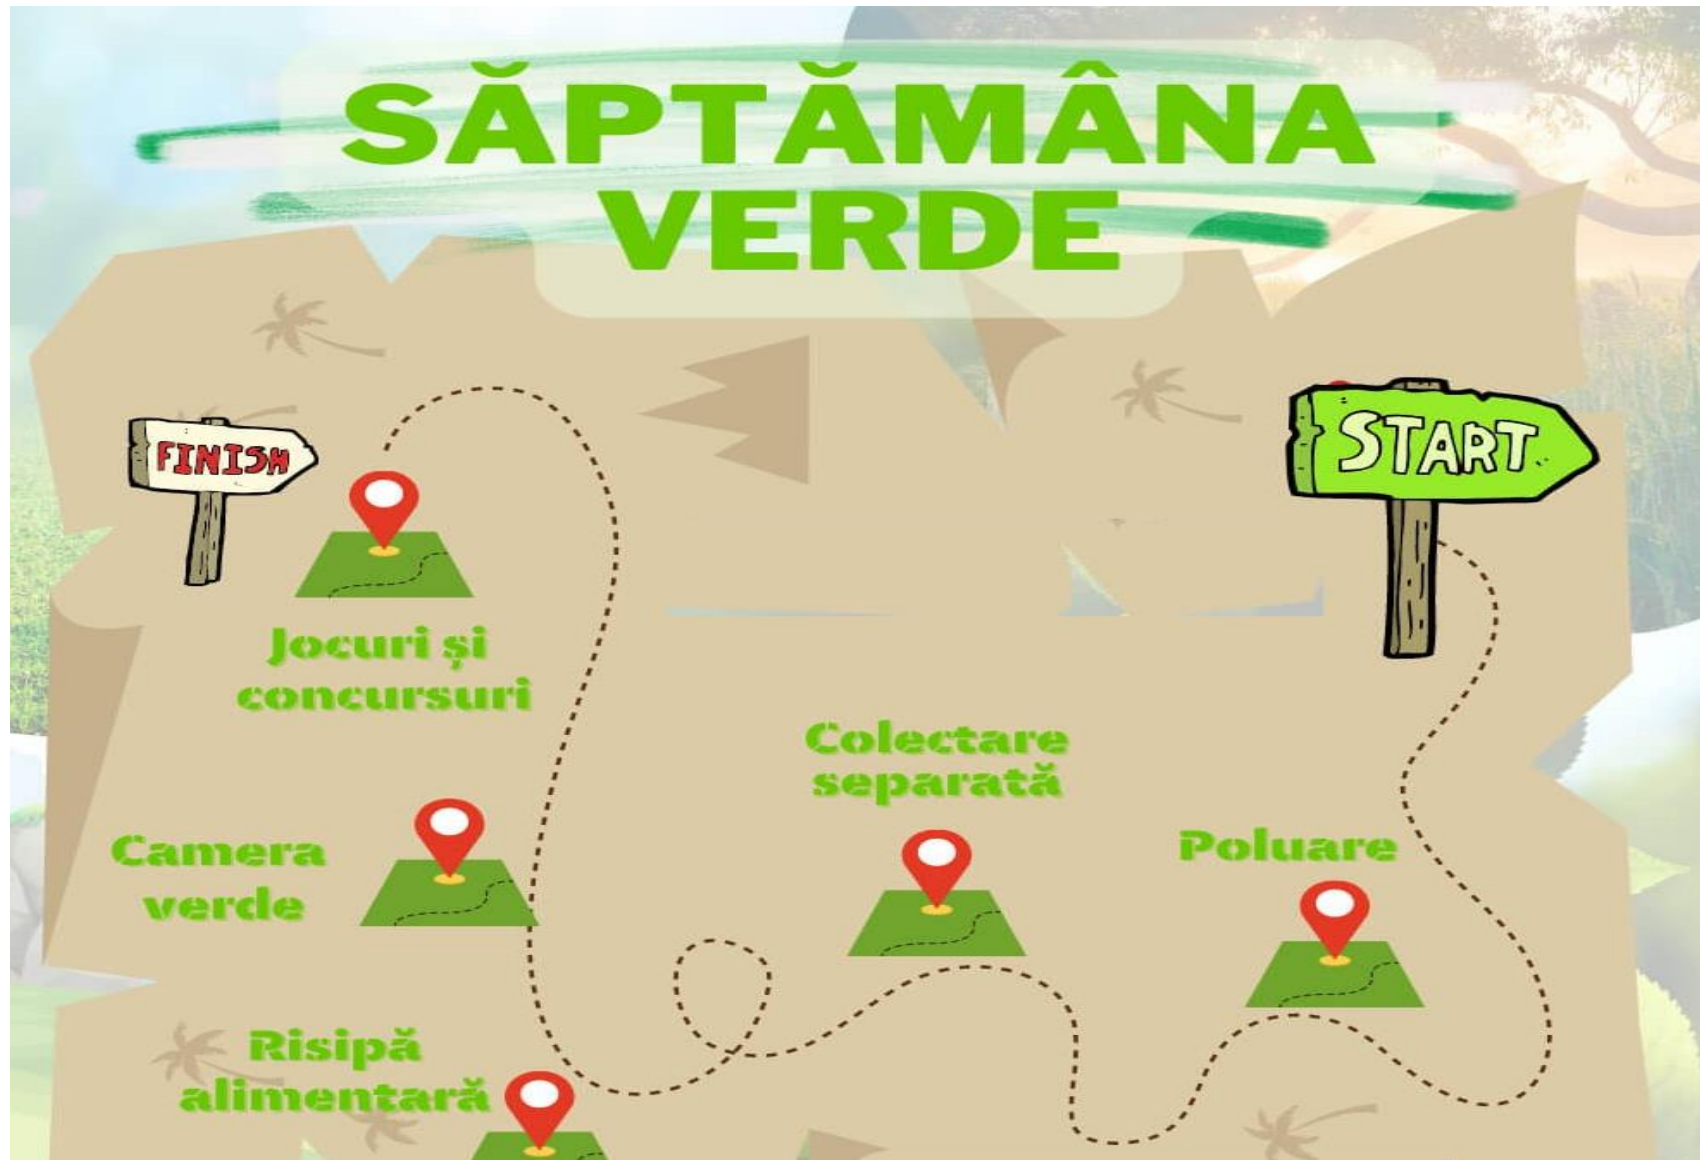 SĂPTĂMÂNA
VERDE
FINISH
START
Jocuri și
concursuri
Colectare
separată
Camera
verde
Poluare
Risipă
alimentară